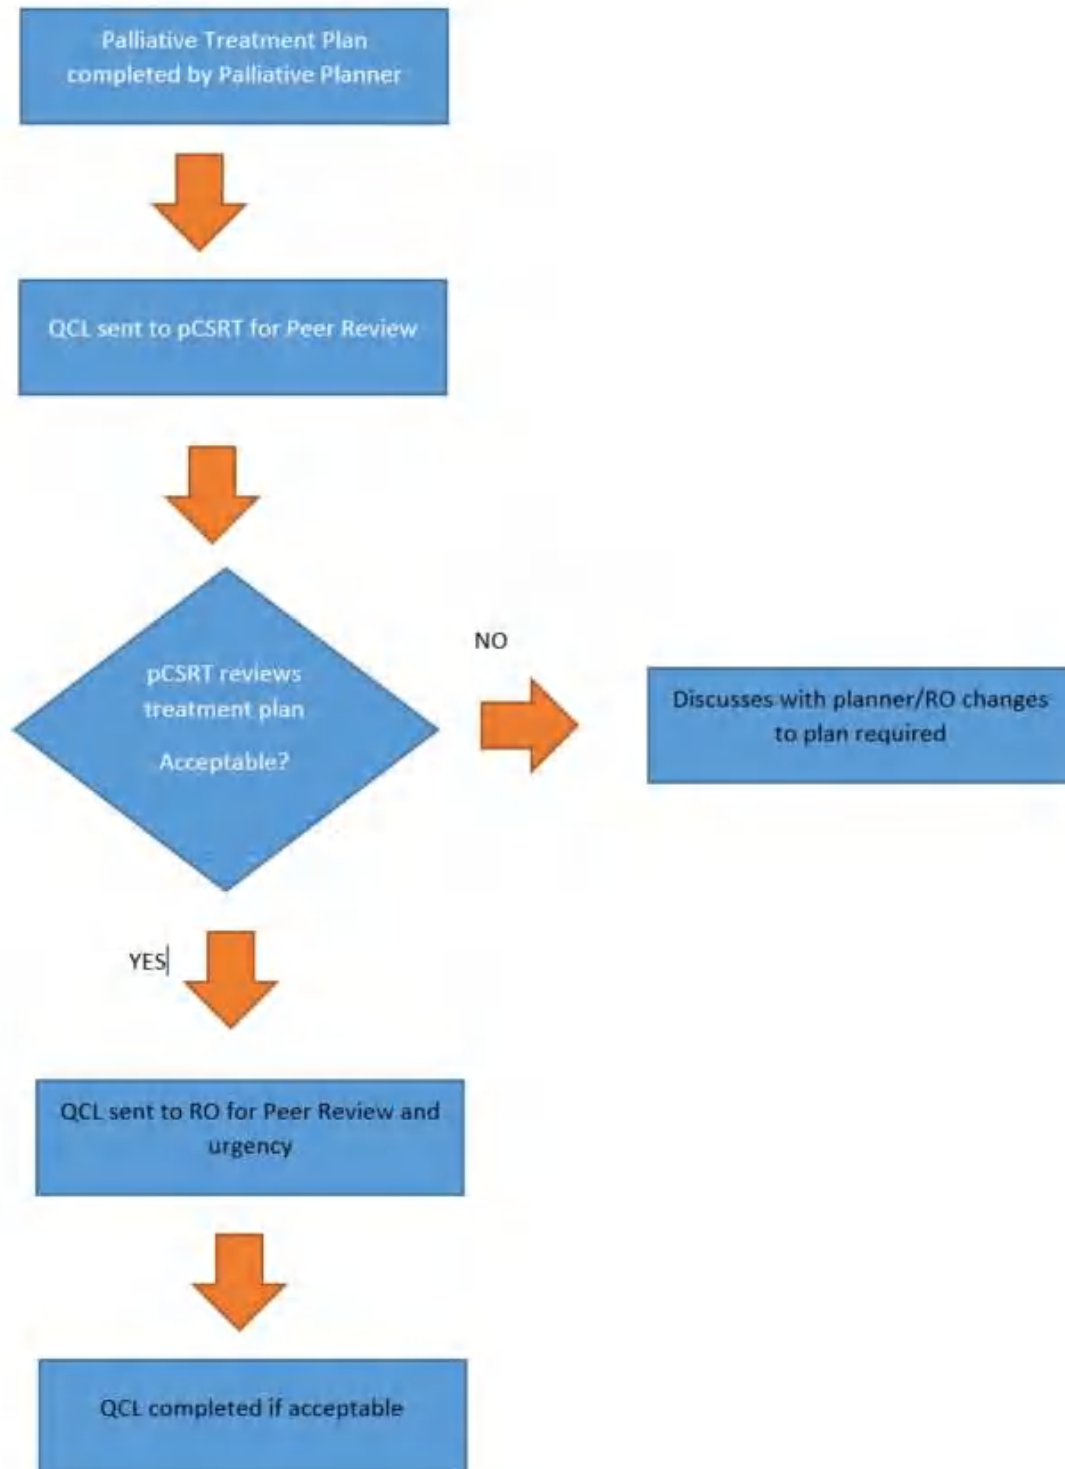 Palliative Treatment Plan
completed by Palliative Planner
QCL sent to pCSRT for Peer Review
pCSRT reviews
treatment plan
Acceptable?
NO
Discusses with planner/RO changes
to plan required
YES
QCL sent to RO for Peer Review and
urgency
QCL completed if acceptable